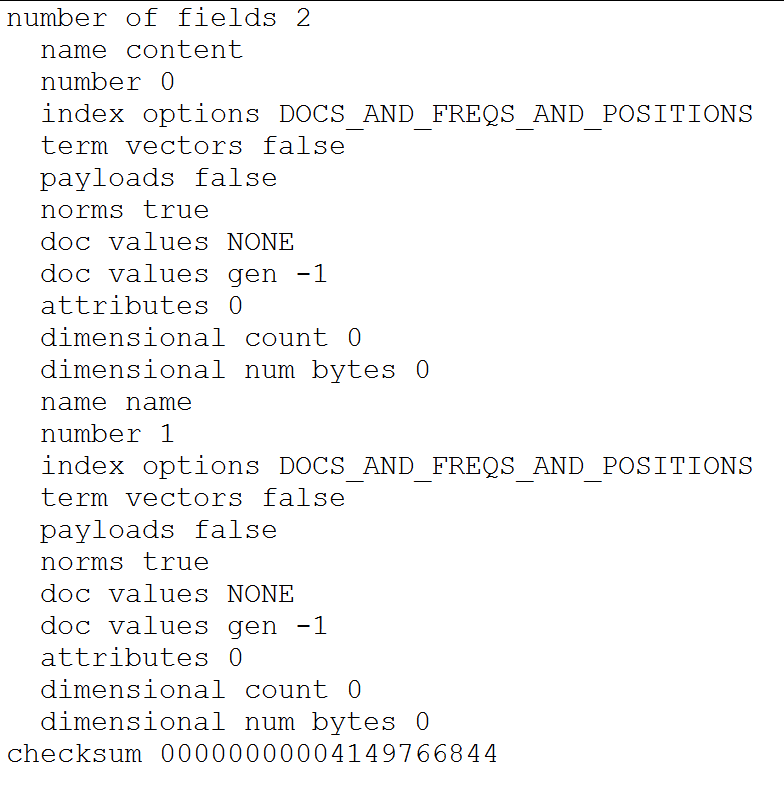 number of fields 2
  name content
  number 0
  index options DOCS_AND_FREQS_AND_POSITIONS
  term vectors false
  payloads false
  norms true
  doc values NONE
  doc values gen -1
  attributes 0
  dimensional count 0
  dimensional num bytes 0
  name name
  number 1
  index options DOCS_AND_FREQS_AND_POSITIONS
  term vectors false
  payloads false
  norms true
  doc values NONE
  doc values gen -1
  attributes 0
  dimensional count 0
  dimensional num bytes 0
checksum 00000000004149766844